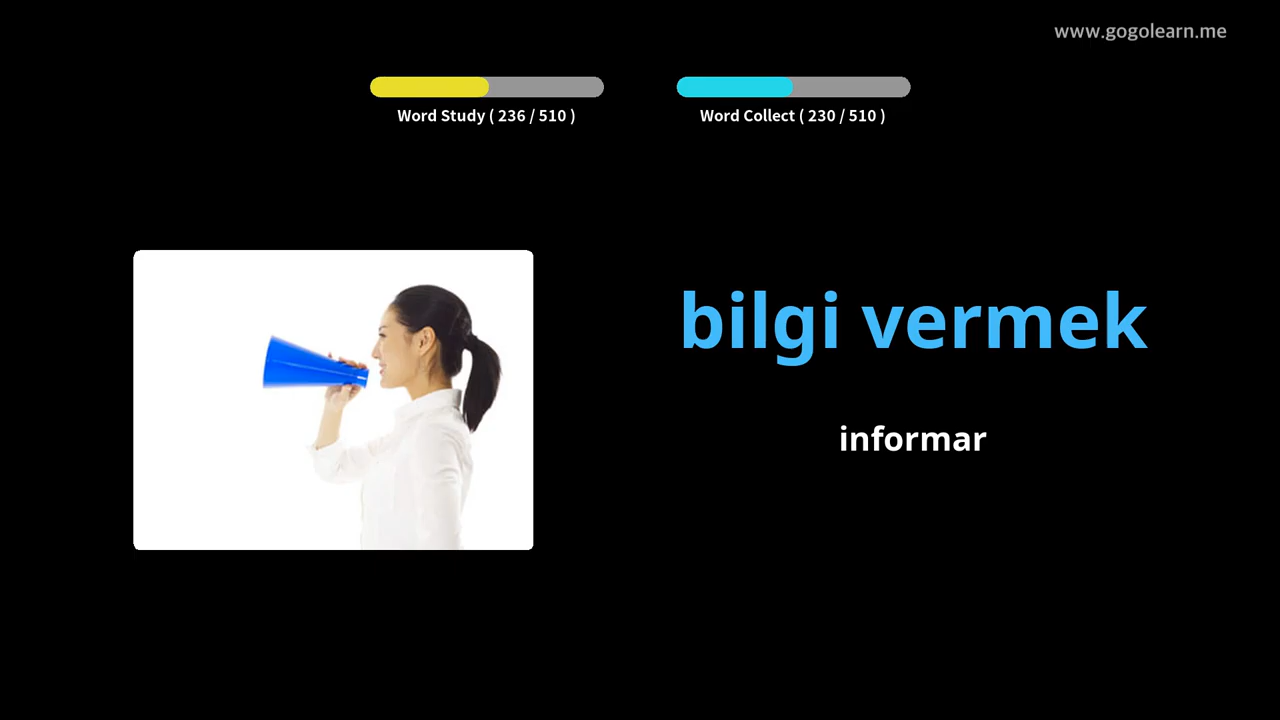 www.gogolearn.me
Word Study ( 236 / 510 )
Word Collect ( 230 / 510 )
bilgi vermek
informar